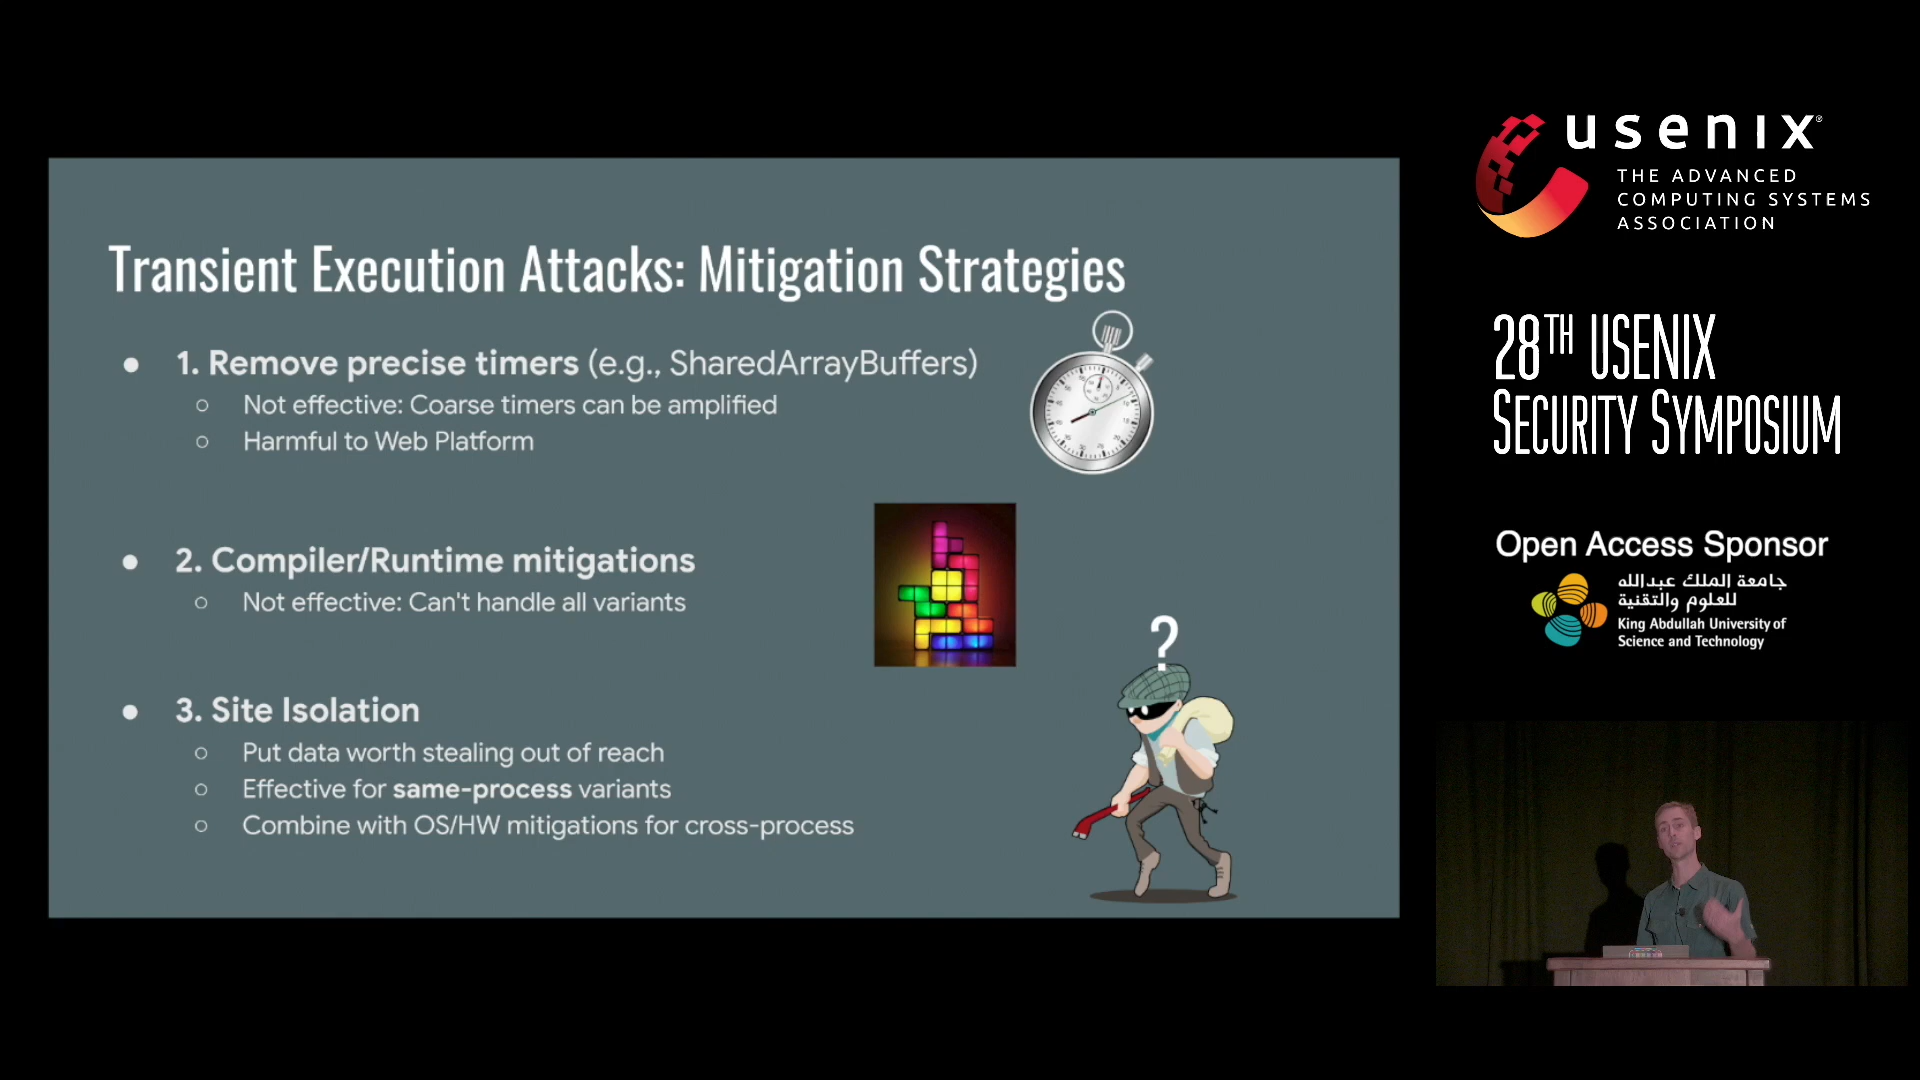 Transient Execution Attacks: Mitigation Strategies
● 1. Remove precise timers (e.g., SharedArrayBuffers)
○ Not effective: Coarse timers can be amplified
○ Harmful to Web Platform
● 2. Compiler/Runtime mitigations
○ Not effective: Can't handle all variants
● 3. Site Isolation
○ Put data worth stealing out of reach
○ Effective for same-process variants
○ Combine with OS/HW mitigations for cross-process
?
usenix®
THE ADVANCED
COMPUTING SYSTEMS
ASSOCIATION
28TH USENIX
SECURITY SYMPOSIUM
Open Access Sponsor
جامعة الملك عبدالله
للعلوم والتقنية
King Abdullah University of
Science and Technology